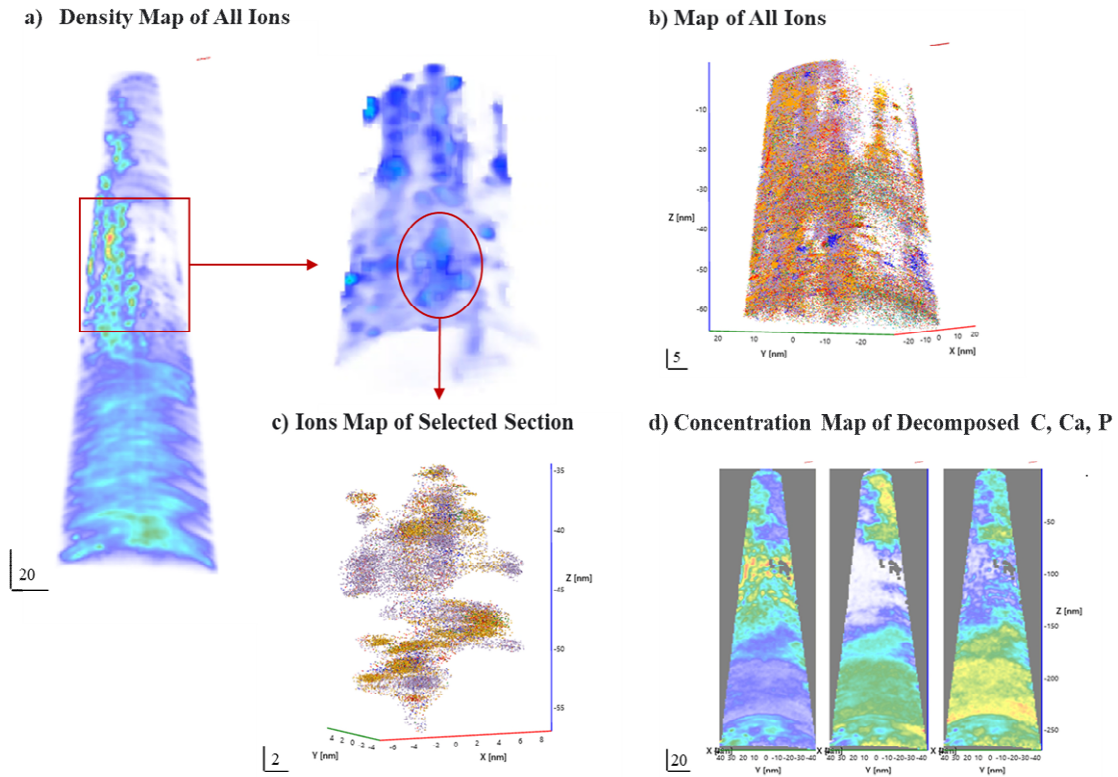 a) Density Map of All Ions
b) Map of All Ions
20
-10
-20
-30
-40
-50
-60
Z [nm]
20 10 0 -10 -20
Y [nm]
-20 -10 0 10 20
X [nm]
5
c) Ions Map of Selected Section
-35
-40
-45
-50
-55
Z [nm]
4 2 0 -2 -4
Y [nm]
-6 -4 -2 0 2 4 6 8
X [nm]
2
d) Concentration Map of Decomposed C, Ca, P
-50
-100
-150
-200
-250
Z [nm]
40 30 20 10 0 -10 -20 -30 -40
Y [nm]
40 30 20 10 0 -10 -20 -30 -40
Y [nm]
40 30 20 10 0 -10 -20 -30 -40
Y [nm]
20